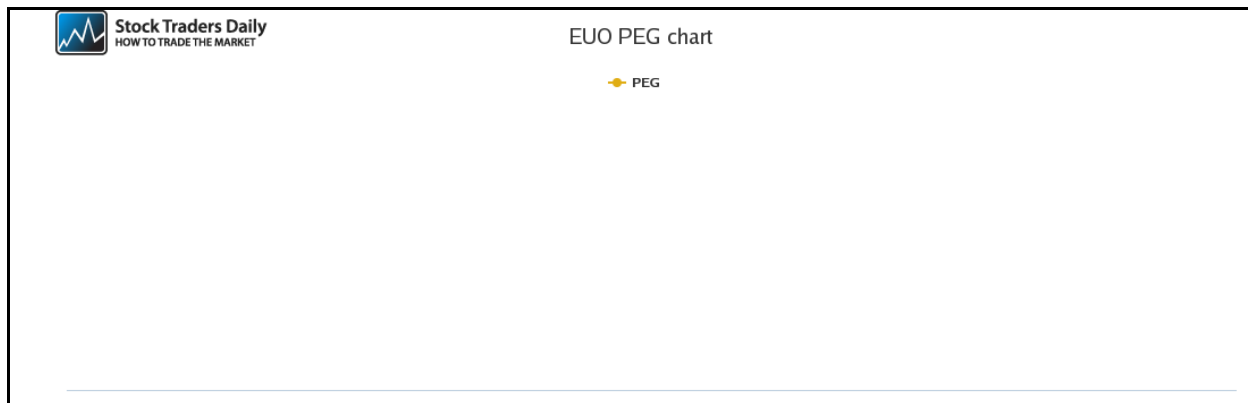 Stock Traders Daily
HOW TO TRADE THE MARKET
EUO PEG chart
PEG